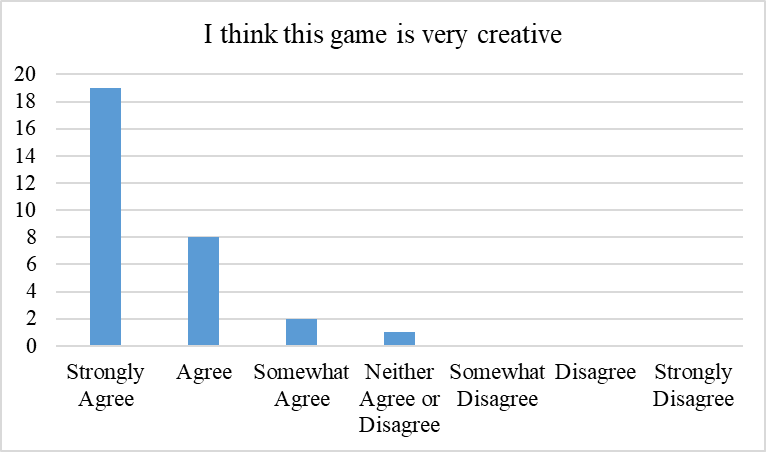 I think this game is very creative
20
18
16
14
12
10
8
6
4
2
0
Strongly
Agree
Agree
Somewhat
Agree
Neither
Agree or
Disagree
Somewhat
Disagree
Disagree
Strongly
Disagree